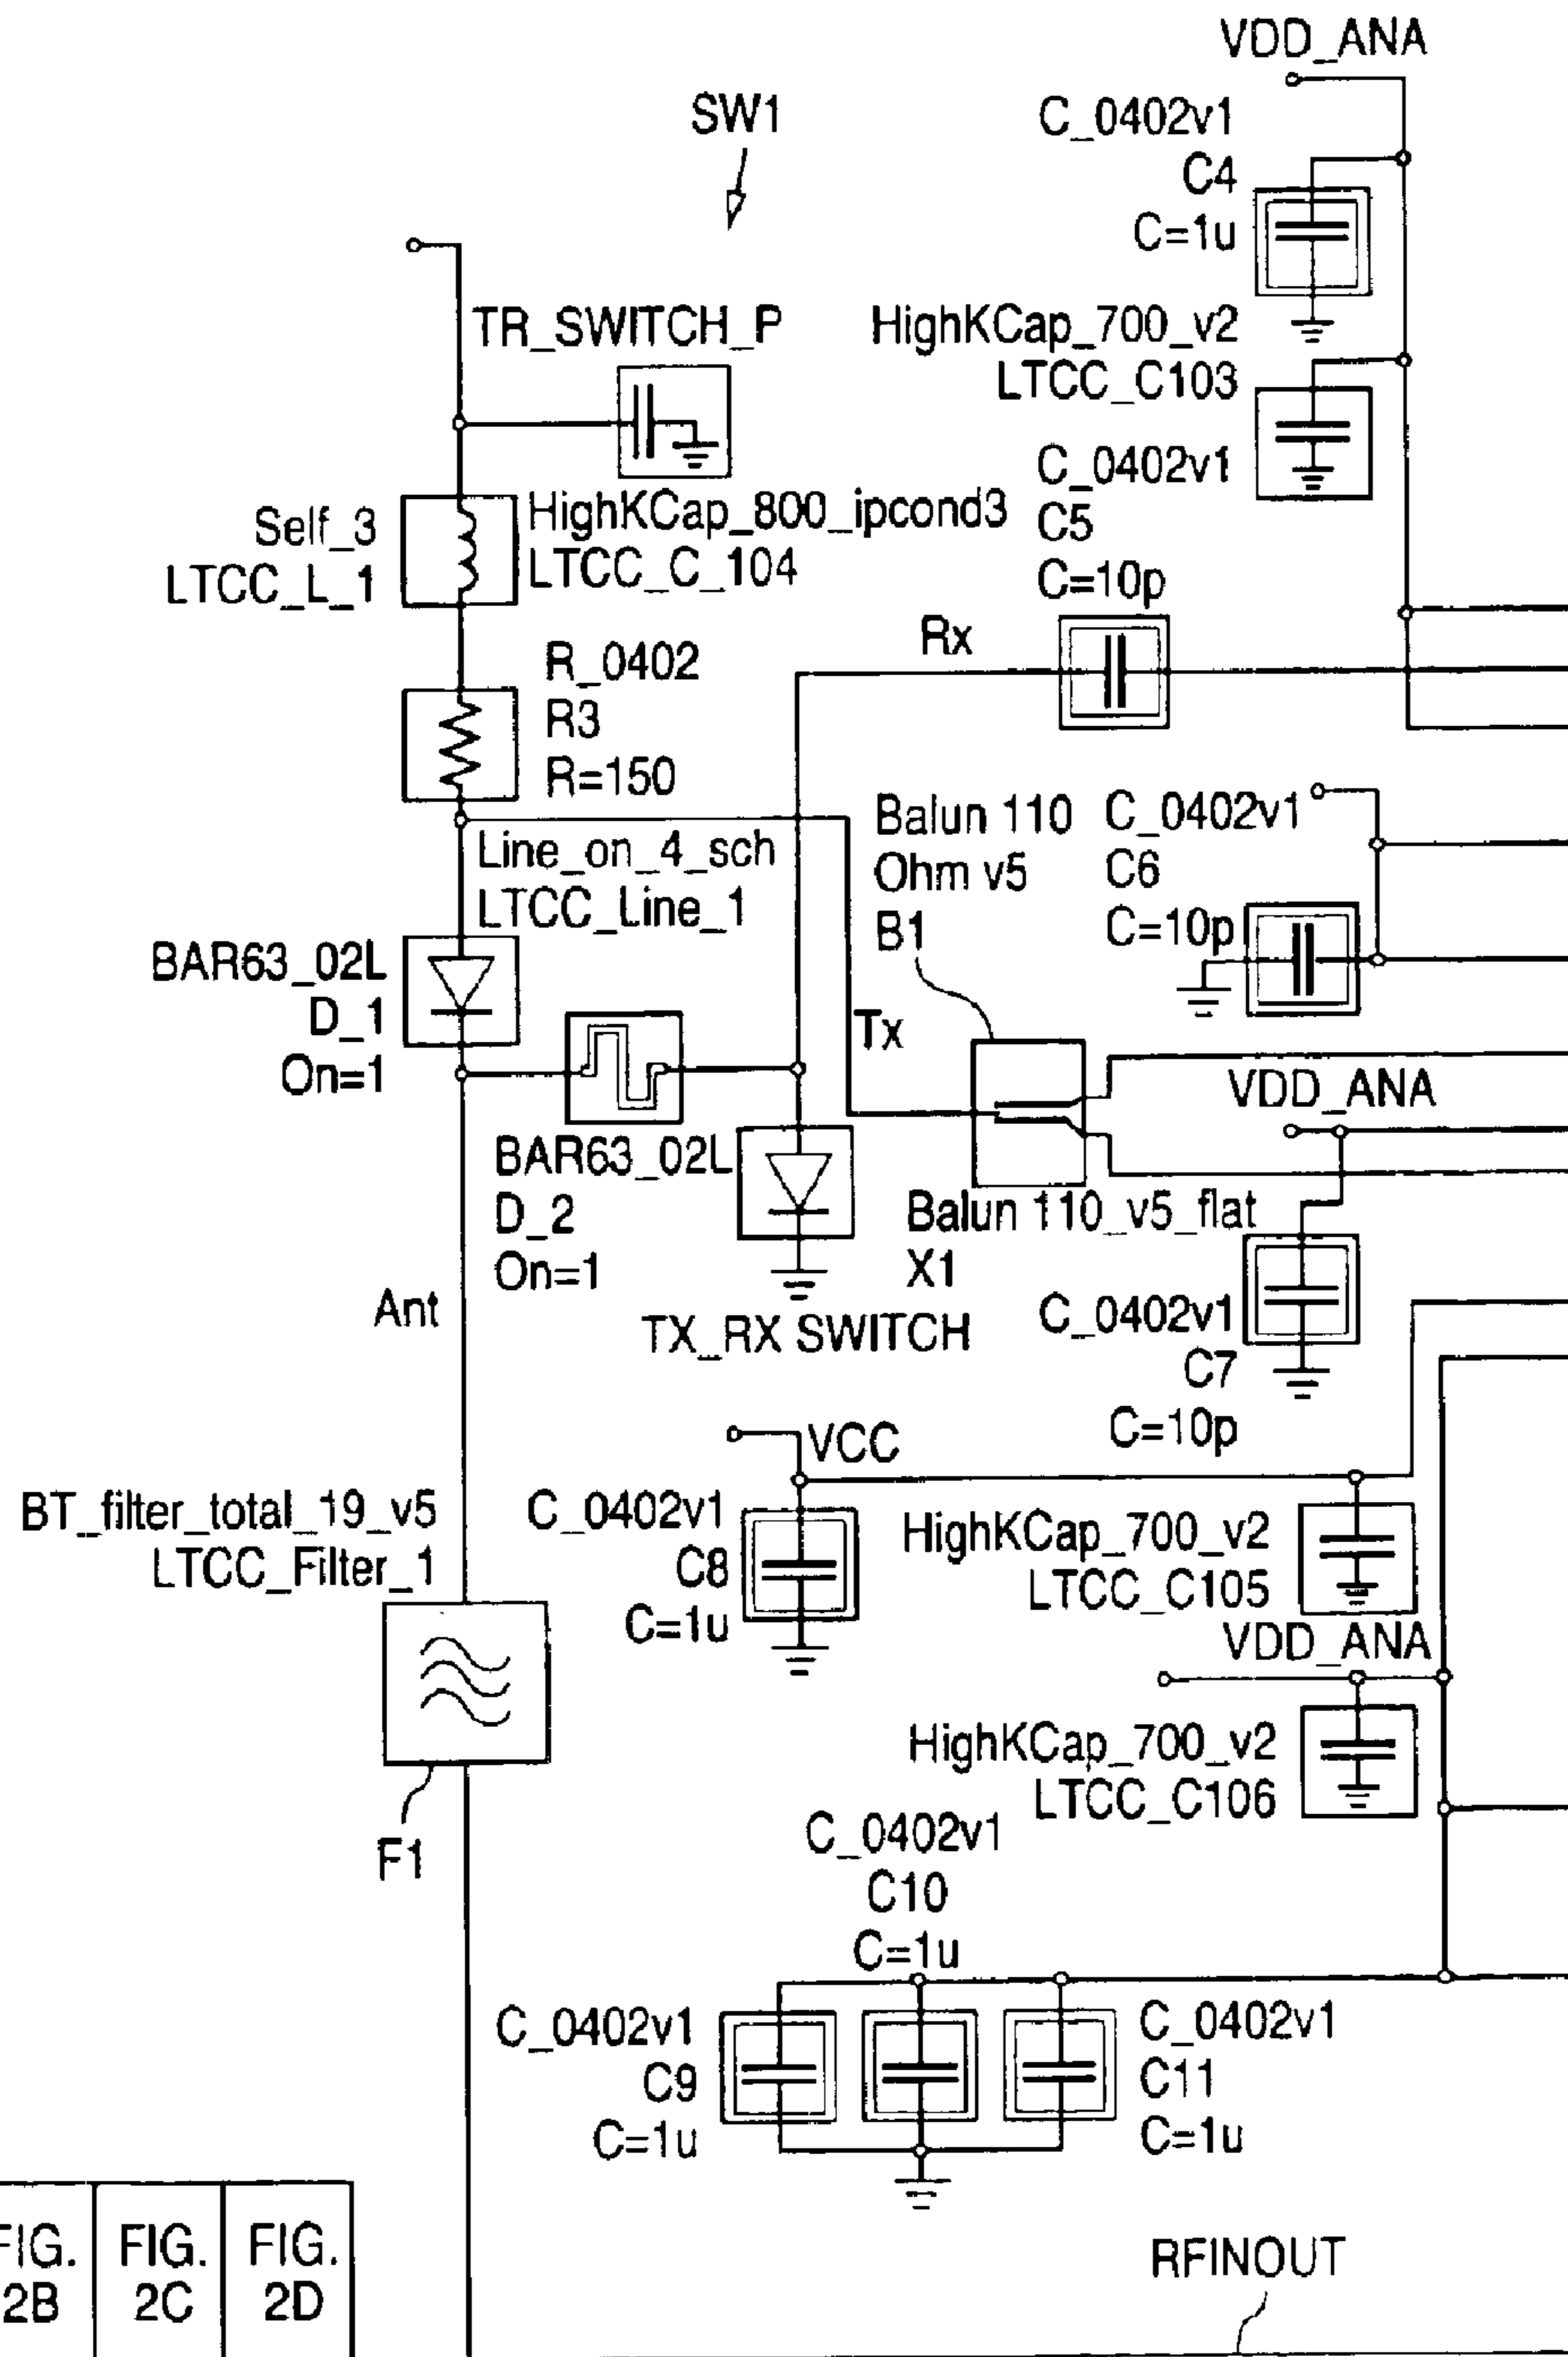 VDD_ANA
SW1
C_0402v1
C4
C=1u
TR_SWITCH_P
HighKCap_700_v2
LTCC_C103
Self_3
LTCC_L_1
HighKCap_800_ipcond3
LTCC_C_104
C_0402v1
C5
C=10p
Rx
R_0402
R3
R=150
Line_on_4_sch
LTCC_Line_1
Balun 110
Ohm v5
B1
C_0402v1
C6
C=10p
BAR63_02L
D_1
On=1
Tx
VDD_ANA
BAR63_02L
D_2
On=1
Balun 110_v5_flat
X1
Ant
TX_RX SWITCH
C_0402v1
C7
C=10p
VCC
BT_filter_total_19_v5
LTCC_Filter_1
C_0402v1
C8
C=1u
HighKCap_700_v2
LTCC_C105
VDD_ANA
HighKCap_700_v2
LTCC_C106
F1
C_0402v1
C10
C=1u
C_0402v1
C9
C=1u
C_0402v1
C11
C=1u
FIG.
2B
FIG.
2C
FIG.
2D
RFINOUT